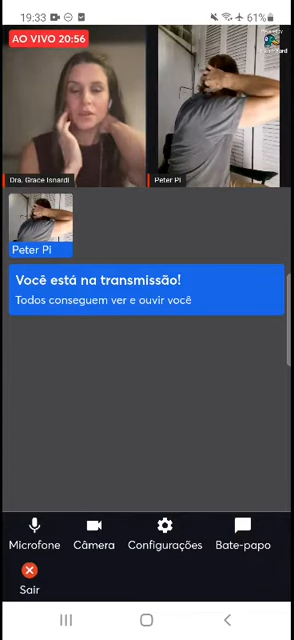 19:33
61%
AO VIVO 20:56
Dra. Grace Isnardi
Peter Pi
Peter Pi
Você está na transmissão!
Todos conseguem ver e ouvir você
Microfone
Câmera
Configurações
Bate-papo
Sair